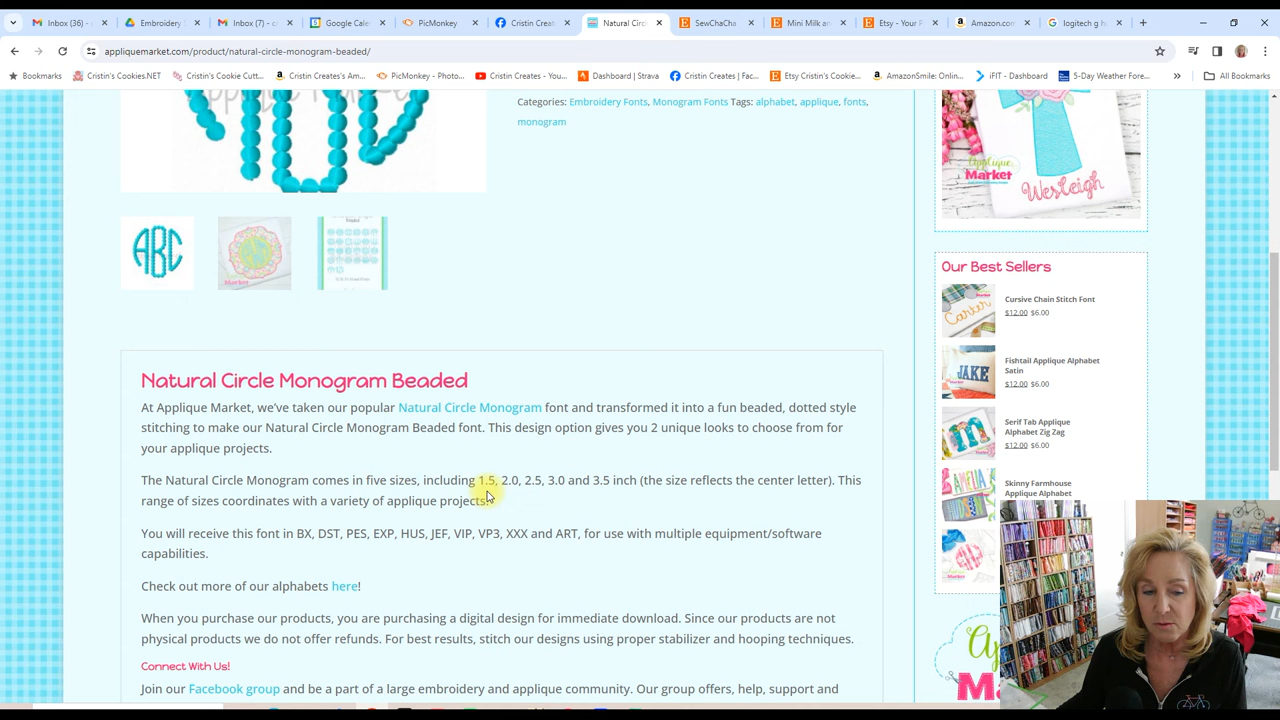 Inbox (36)
Embroidery
Inbox (7)
Google Cale
PicMonkey
Cristin Creat
Natural Circ
SewChaCha
Mini Milk an
Etsy - Your P
Amazon.com
logitech g h
appliquemarket.com/product/natural-circle-monogram-beaded/
Bookmarks
Cristin's Cookies.NET
Cristin's Cookie Cutt...
Cristin Creates's Am...
PicMonkey - Photo...
Cristin Creates - You...
Dashboard | Strava
Cristin Creates | Fac...
Etsy Cristin's Cookie...
AmazonSmile: Onlin...
iFIT - Dashboard
5-Day Weather Fore...
All Bookmarks
Categories: Embroidery Fonts, Monogram Fonts Tags: alphabet, applique, fonts,
monogram
Applique
Market
Wesleigh
ABC
Market
Our Best Sellers
Cursive Chain Stitch Font
$12.00 $6.00
Carter
Fishtail Applique Alphabet
Satin
$12.00 $6.00
JAKE
Serif Tab Applique
Alphabet Zig Zag
$12.00 $6.00
Skinny Farmhouse
Applique Alphabet
Natural Circle Monogram Beaded
At Applique Market, we've taken our popular Natural Circle Monogram font and transformed it into a fun beaded, dotted style
stitching to make our Natural Circle Monogram Beaded font. This design option gives you 2 unique looks to choose from for
your applique projects.
The Natural Circle Monogram comes in five sizes, including 1.5, 2.0, 2.5, 3.0 and 3.5 inch (the size reflects the center letter). This
range of sizes coordinates with a variety of applique projects.
You will receive this font in BX, DST, PES, EXP, HUS, JEF, VIP, VP3, XXX and ART, for use with multiple equipment/software
capabilities.
Check out more of our alphabets here!
When you purchase our products, you are purchasing a digital design for immediate download. Since our products are not
physical products we do not offer refunds. For best results, stitch our designs using proper stabilizer and hooping techniques.
Connect With Us!
Join our Facebook group and be a part of a large embroidery and applique community. Our group offers, help, support and